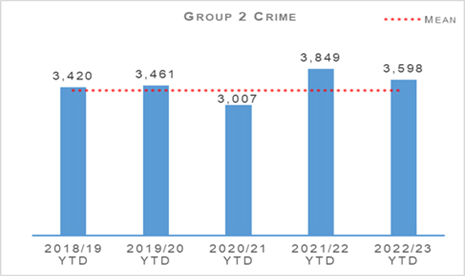 GROUP 2 CRIME
MEAN
3,420
3,461
3,007
3,849
3,598
2018/19
YTD
2019/20
YTD
2020/21
YTD
2021/22
YTD
2022/23
YTD